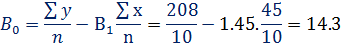 B₀ = ∑ y / n − B₁ ∑ x / n = 208 / 10 − 1.45. 45 / 10 = 14.3